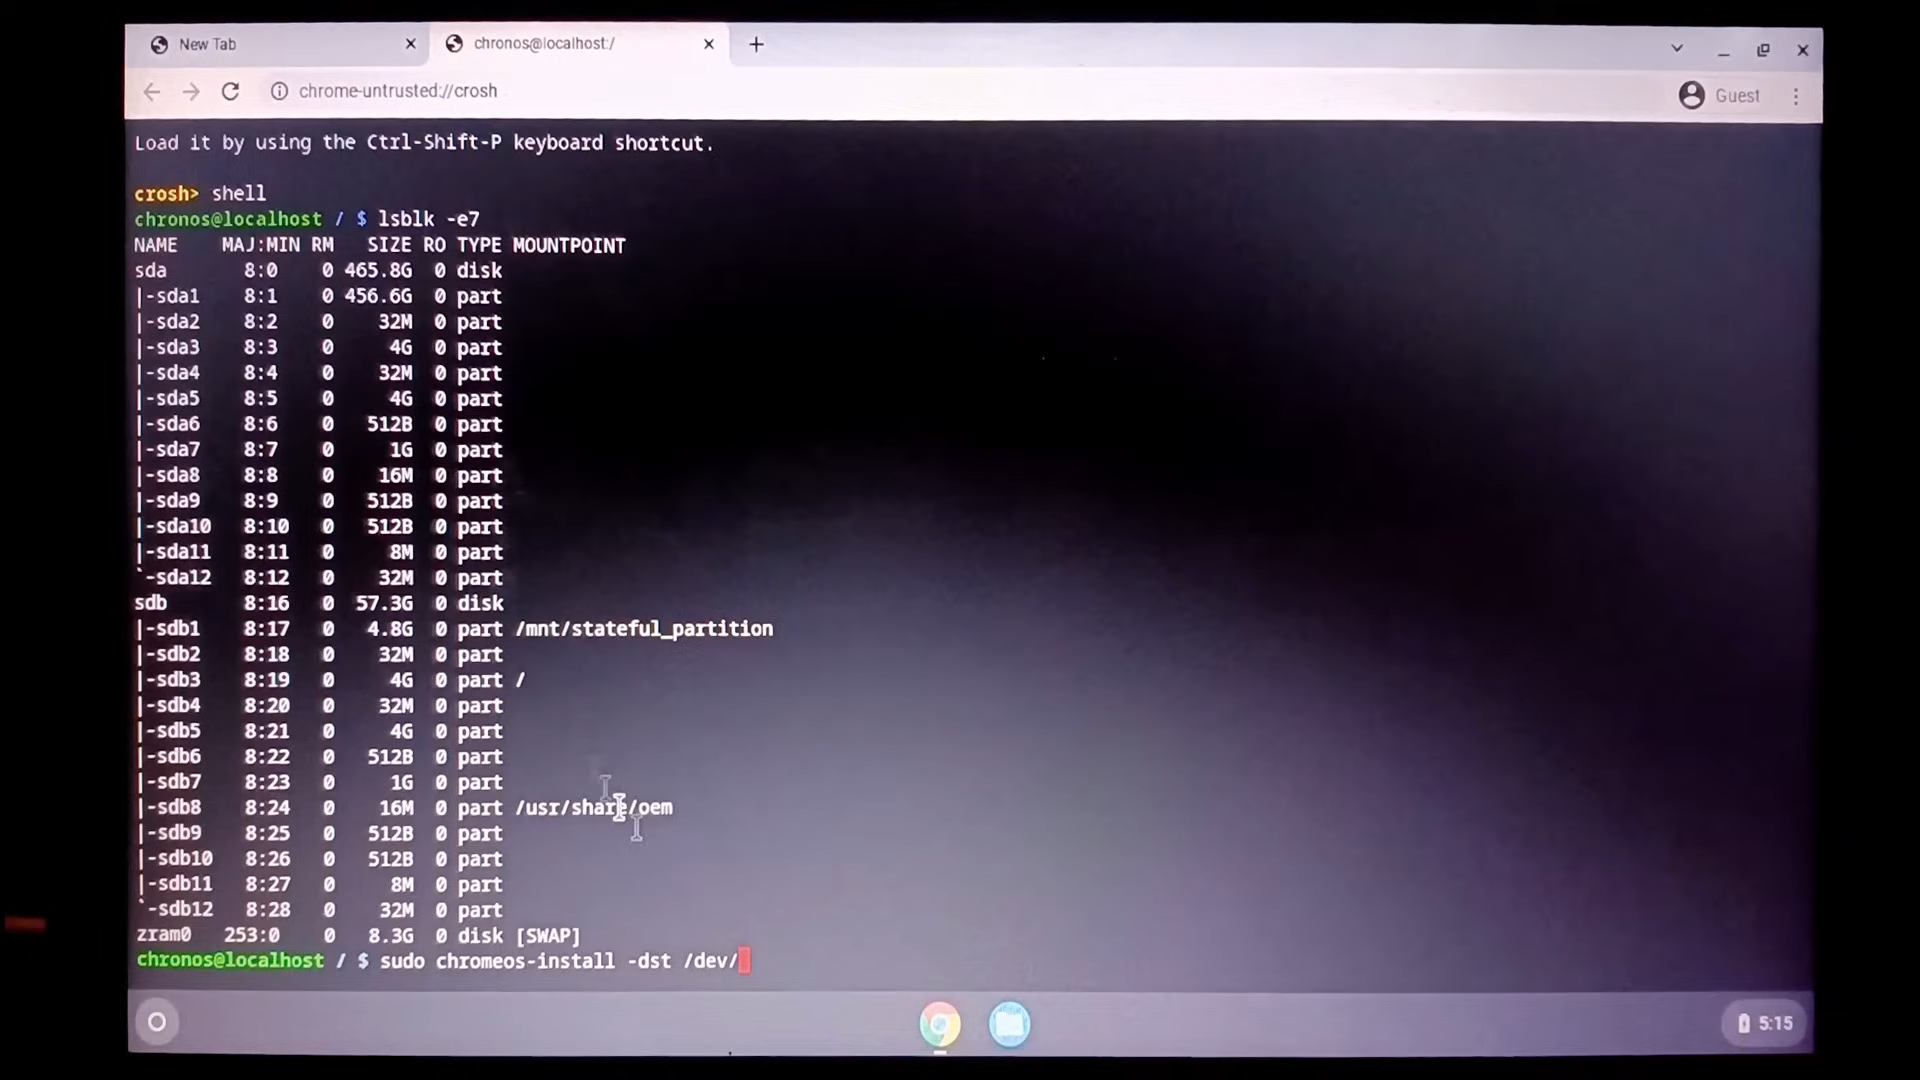 New Tab
chronos@localhost:/
chrome-untrusted://crosh
Guest
Load it by using the Ctrl-Shift-P keyboard shortcut.
crosh> shell
chronos@localhost / $ lsblk -e7
NAME MAJ:MIN RM SIZE RO TYPE MOUNTPOINT
sda 8:0 0 465.8G 0 disk
|-sda1 8:1 0 456.6G 0 part
|-sda2 8:2 0 32M 0 part
|-sda3 8:3 0 4G 0 part
|-sda4 8:4 0 32M 0 part
|-sda5 8:5 0 4G 0 part
|-sda6 8:6 0 512B 0 part
|-sda7 8:7 0 1G 0 part
|-sda8 8:8 0 16M 0 part
|-sda9 8:9 0 512B 0 part
|-sda10 8:10 0 512B 0 part
|-sda11 8:11 0 8M 0 part
`-sda12 8:12 0 32M 0 part
sdb 8:16 0 57.3G 0 disk
|-sdb1 8:17 0 4.8G 0 part /mnt/stateful_partition
|-sdb2 8:18 0 32M 0 part
|-sdb3 8:19 0 4G 0 part /
|-sdb4 8:20 0 32M 0 part
|-sdb5 8:21 0 4G 0 part
|-sdb6 8:22 0 512B 0 part
|-sdb7 8:23 0 1G 0 part
|-sdb8 8:24 0 16M 0 part /usr/share/oem
|-sdb9 8:25 0 512B 0 part
|-sdb10 8:26 0 512B 0 part
|-sdb11 8:27 0 8M 0 part
`-sdb12 8:28 0 32M 0 part
zram0 253:0 0 8.3G 0 disk [SWAP]
chronos@localhost / $ sudo chromeos-install -dst /dev/
5:15